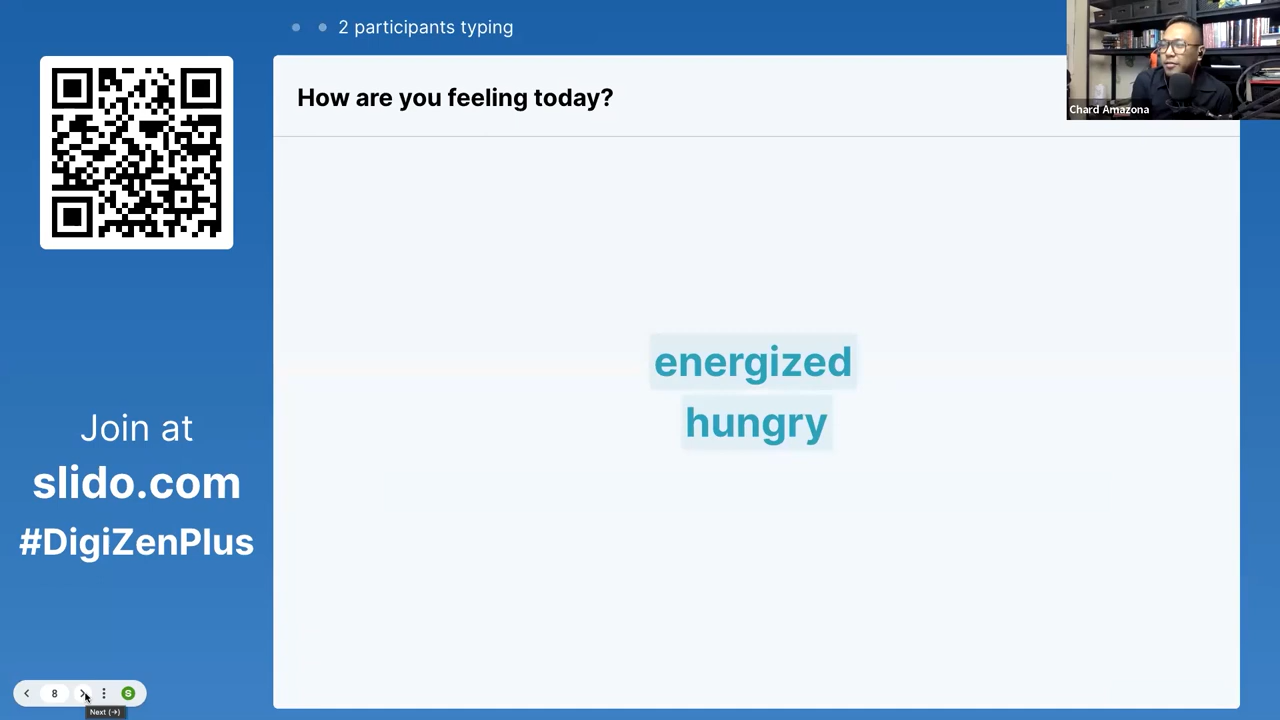 2 participants typing
How are you feeling today?
Chard Amazona
energized
hungry
Join at
slido.com
#DigiZenPlus
8
S
Next (→)